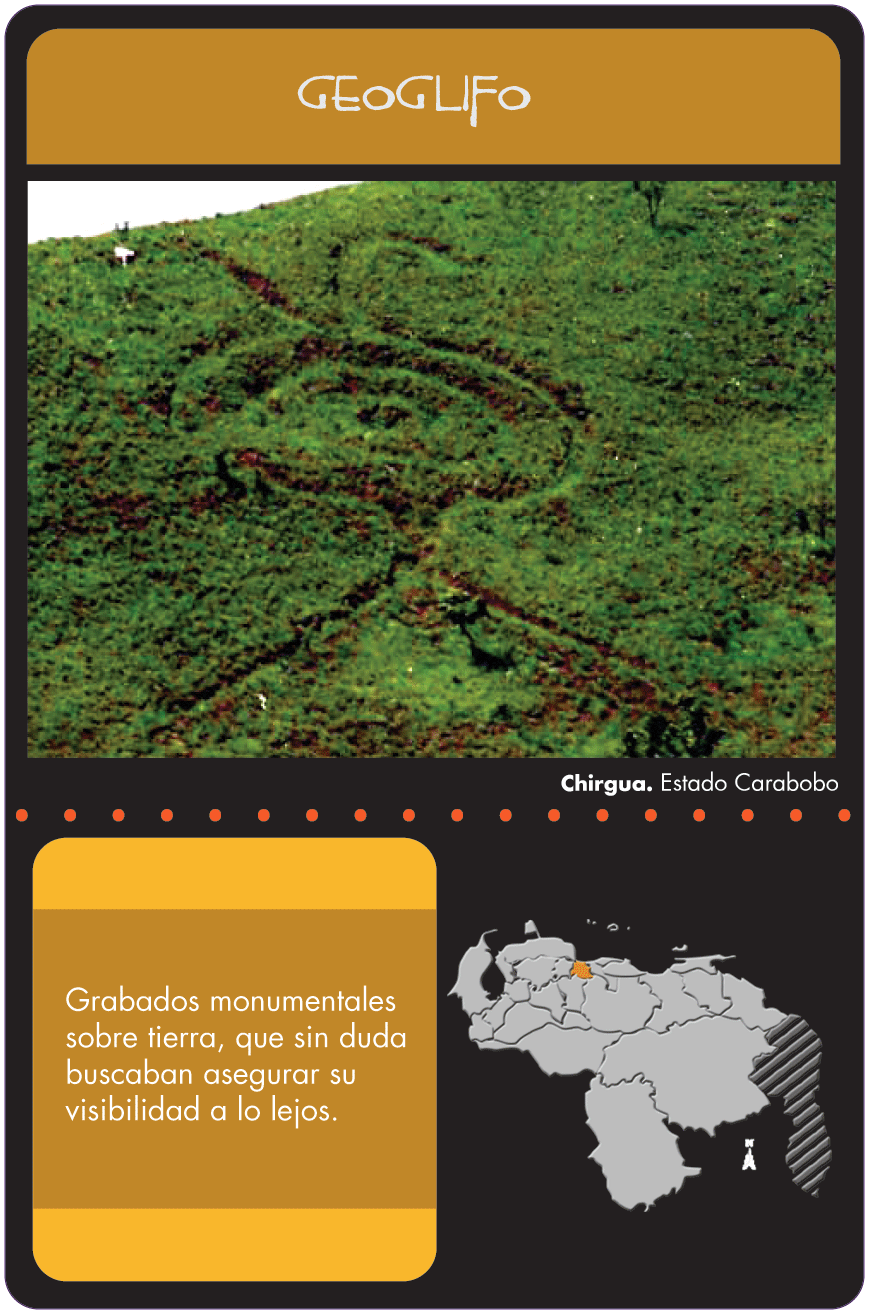 GEOGLIFO
Chirgua. Estado Carabobo
Grabados monumentales
sobre tierra, que sin duda
buscaban asegurar su
visibilidad a lo lejos.
N